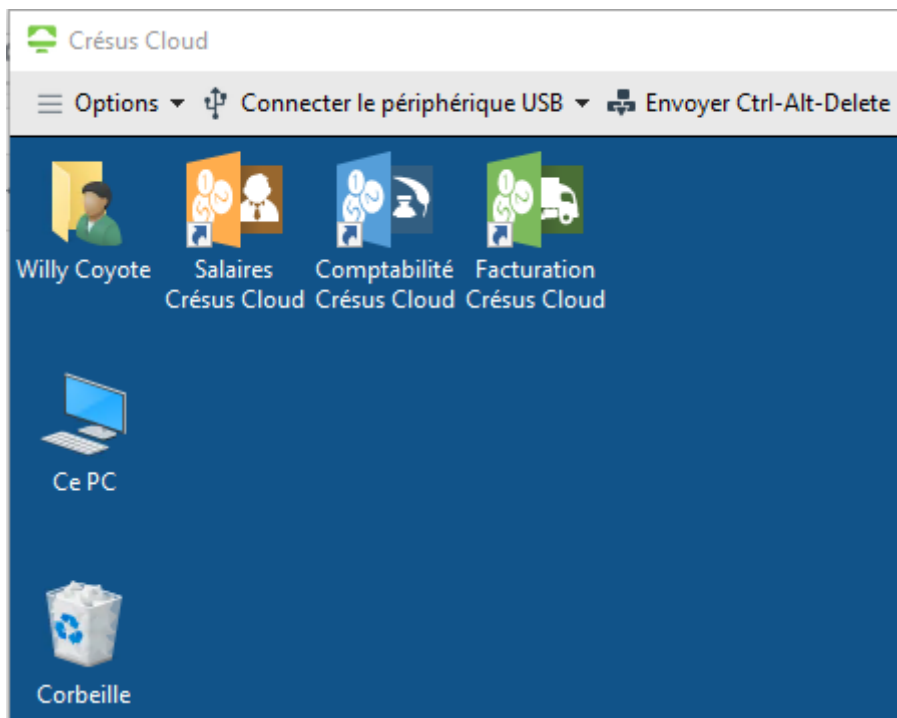 Crésus Cloud
Options Connecter le périphérique USB Envoyer Ctrl-Alt-Delete
Willy Coyote
Salaires
Crésus Cloud
Comptabilité
Crésus Cloud
Facturation
Crésus Cloud
Ce PC
Corbeille